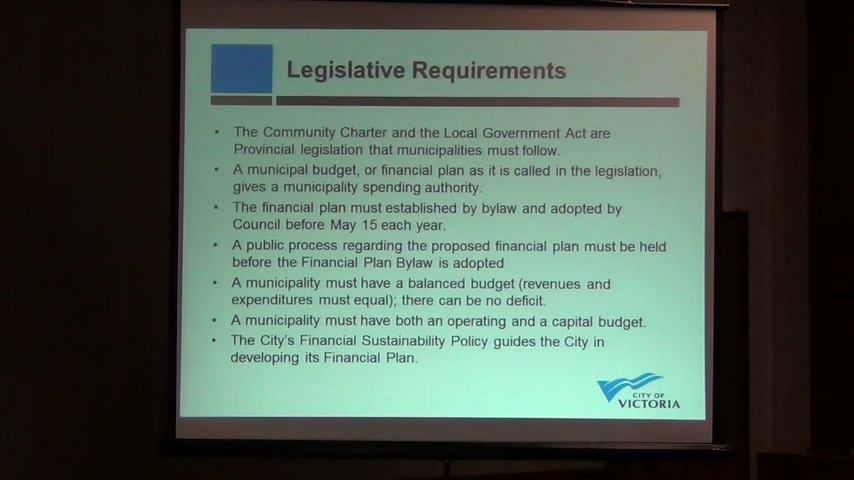 Legislative Requirements
• The Community Charter and the Local Government Act are
Provincial legislation that municipalities must follow.
• A municipal budget, or financial plan as it is called in the legislation,
gives a municipality spending authority.
• The financial plan must established by bylaw and adopted by
Council before May 15 each year.
• A public process regarding the proposed financial plan must be held
before the Financial Plan Bylaw is adopted
• A municipality must have a balanced budget (revenues and
expenditures must equal); there can be no deficit.
• A municipality must have both an operating and a capital budget.
• The City's Financial Sustainability Policy guides the City in
developing its Financial Plan.
CITY OF
VICTORIA